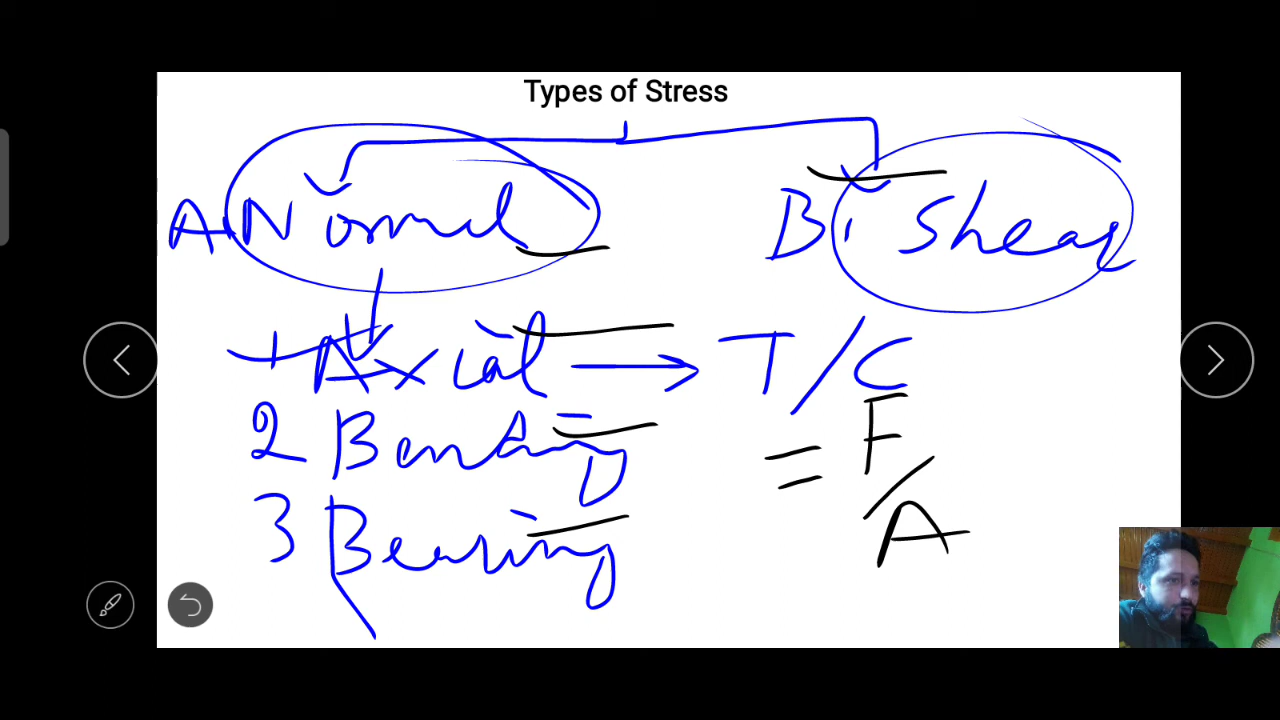 Types of Stress
A. Normal
B. Shear
1 Axial → T/C
2 Bending
= F/A
3 Bearing